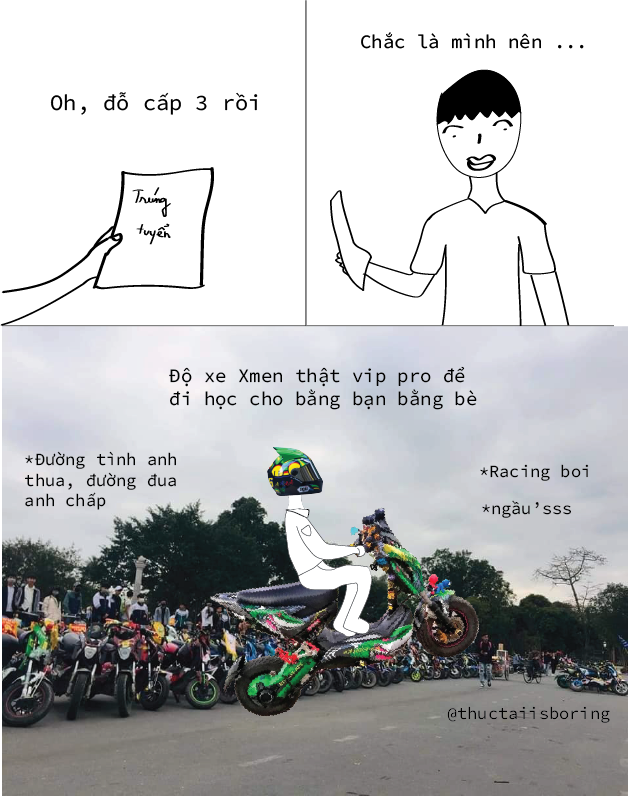 Oh, đỗ cấp 3 rồi
Trúng
tuyển
Chắc là mình nên ...
Độ xe Xmen thật vip pro để
đi học cho bằng bạn bằng bè
*Đường tình anh
thua, đường đua
anh chấp
*Racing boi
*ngầu’sss
@thuctaiisboring